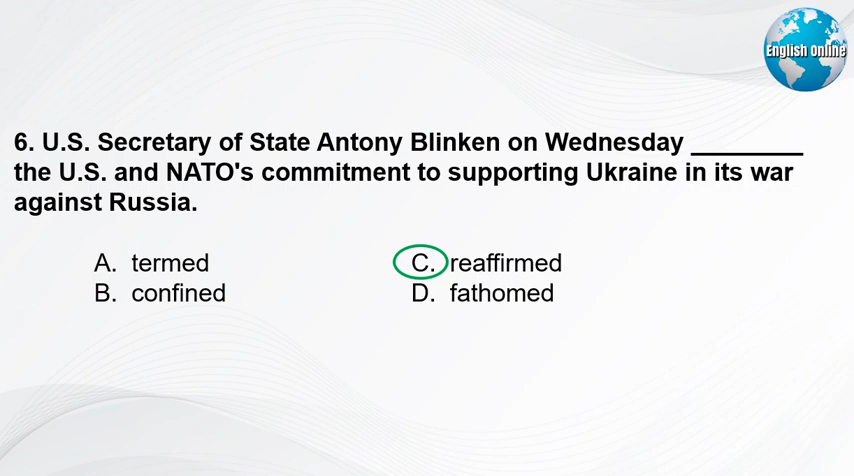 English Online
6. U.S. Secretary of State Antony Blinken on Wednesday ________
the U.S. and NATO's commitment to supporting Ukraine in its war
against Russia.
A. termed
C. reaffirmed
B. confined
D. fathomed